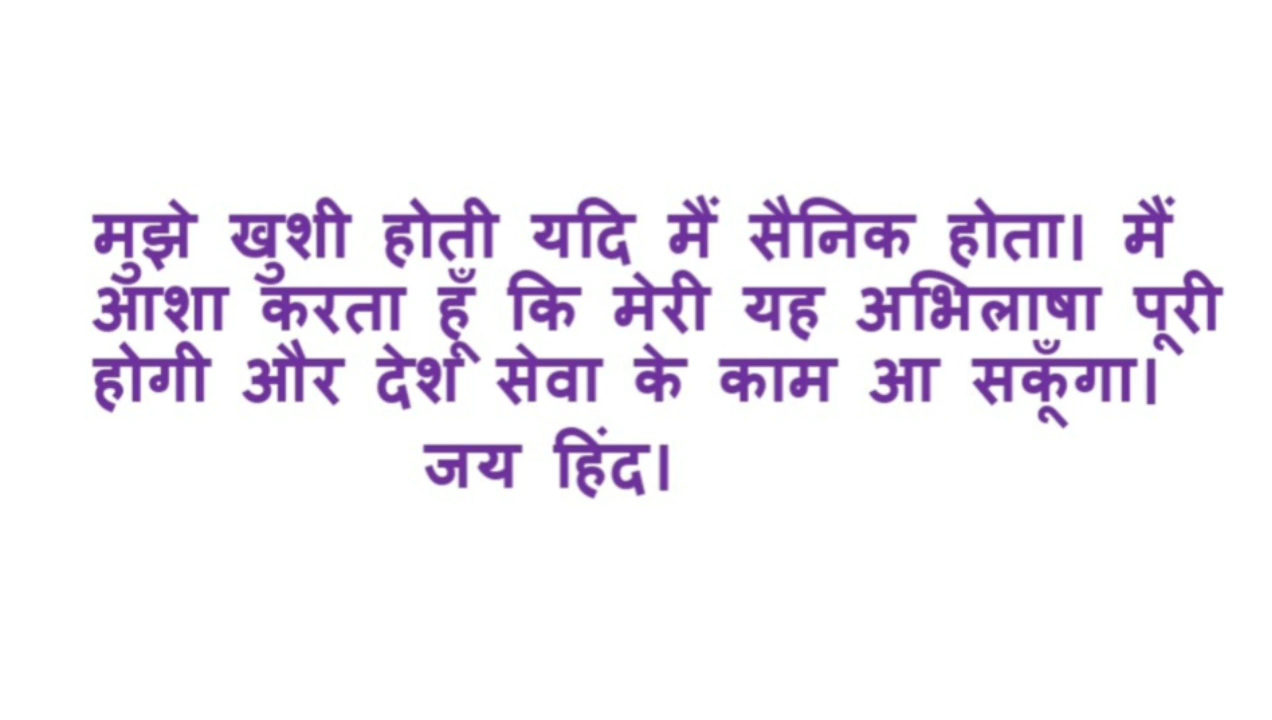 मुझे खुशी होती यदि मैं सैनिक होता। मैं
आशा करता हूँ कि मेरी यह अभिलाषा पूरी
होगी और देश सेवा के काम आ सकूँगा।
जय हिंद।